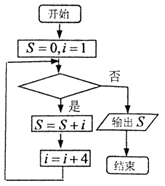 开始
S = 0, i = 1
否
是
S = S + i
输出 S
i = i + 4
结束